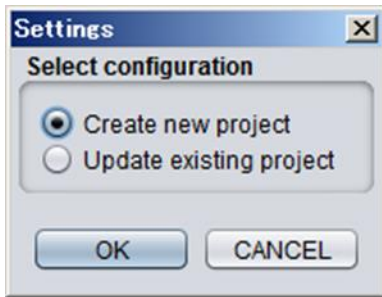 Settings
Select configuration
Create new project
Update existing project
OK
CANCEL